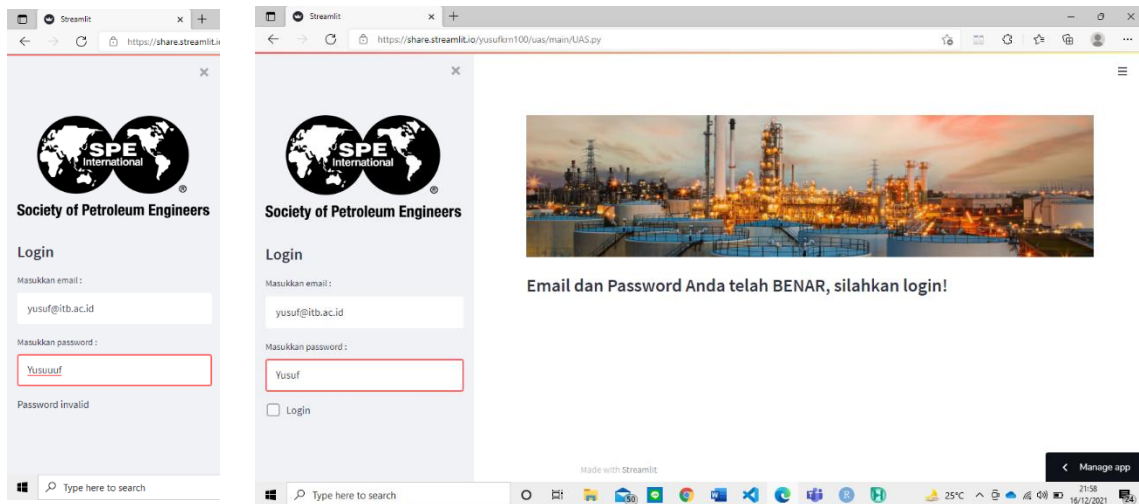 Streamlit
https://share.streamlit.i
SPE
International
®
Society of Petroleum Engineers
Login
Masukkan email :
yusuf@itb.ac.id
Masukkan password :
Yusuuuf
Password invalid
Type here to search
Streamlit
https://share.streamlit.io/yusufkrn100/uas/main/UAS.py
SPE
International
®
Society of Petroleum Engineers
Login
Masukkan email :
yusuf@itb.ac.id
Masukkan password :
Yusuf
Login
Email dan Password Anda telah BENAR, silahkan login!
Made with Streamlit
Manage app
Type here to search
50
25°C
21:58
16/12/2021
24